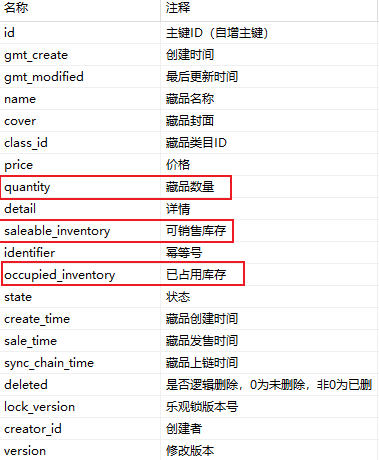 名称 注释
id 主键ID（自增主键）
gmt_create 创建时间
gmt_modified 最后更新时间
name 藏品名称
cover 藏品封面
class_id 藏品类目ID
price 价格
quantity 藏品数量
detail 详情
saleable_inventory 可销售库存
identifier 幂等号
occupied_inventory 已占用库存
state 状态
create_time 藏品创建时间
sale_time 藏品发售时间
sync_chain_time 藏品上链时间
deleted 是否逻辑删除，0为未删除，非0为已删
lock_version 乐观锁版本号
creator_id 创建者
version 修改版本